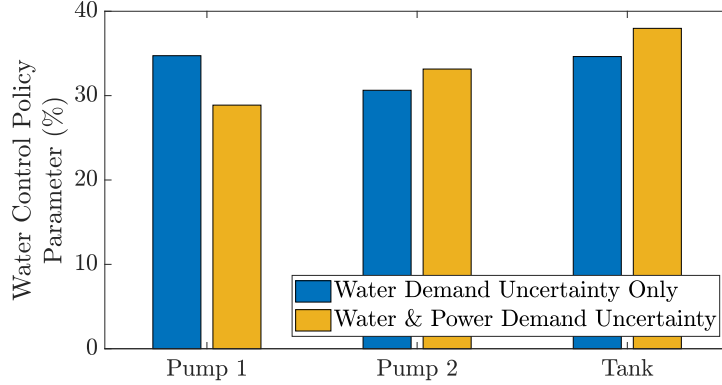 Water Control Policy
Parameter (%)
40
30
20
10
0
Water Demand Uncertainty Only
Water & Power Demand Uncertainty
Pump 1
Pump 2
Tank